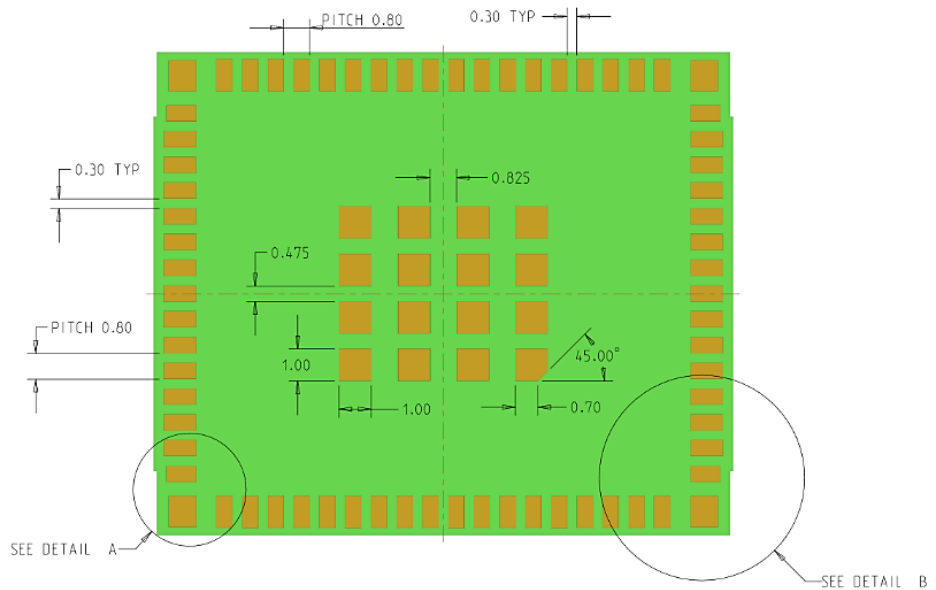 PITCH 0.80
0.30 TYP
0.30 TYP
0.825
0.475
PITCH 0.80
1.00
45.00°
1.00
0.70
SEE DETAIL A
SEE DETAIL B